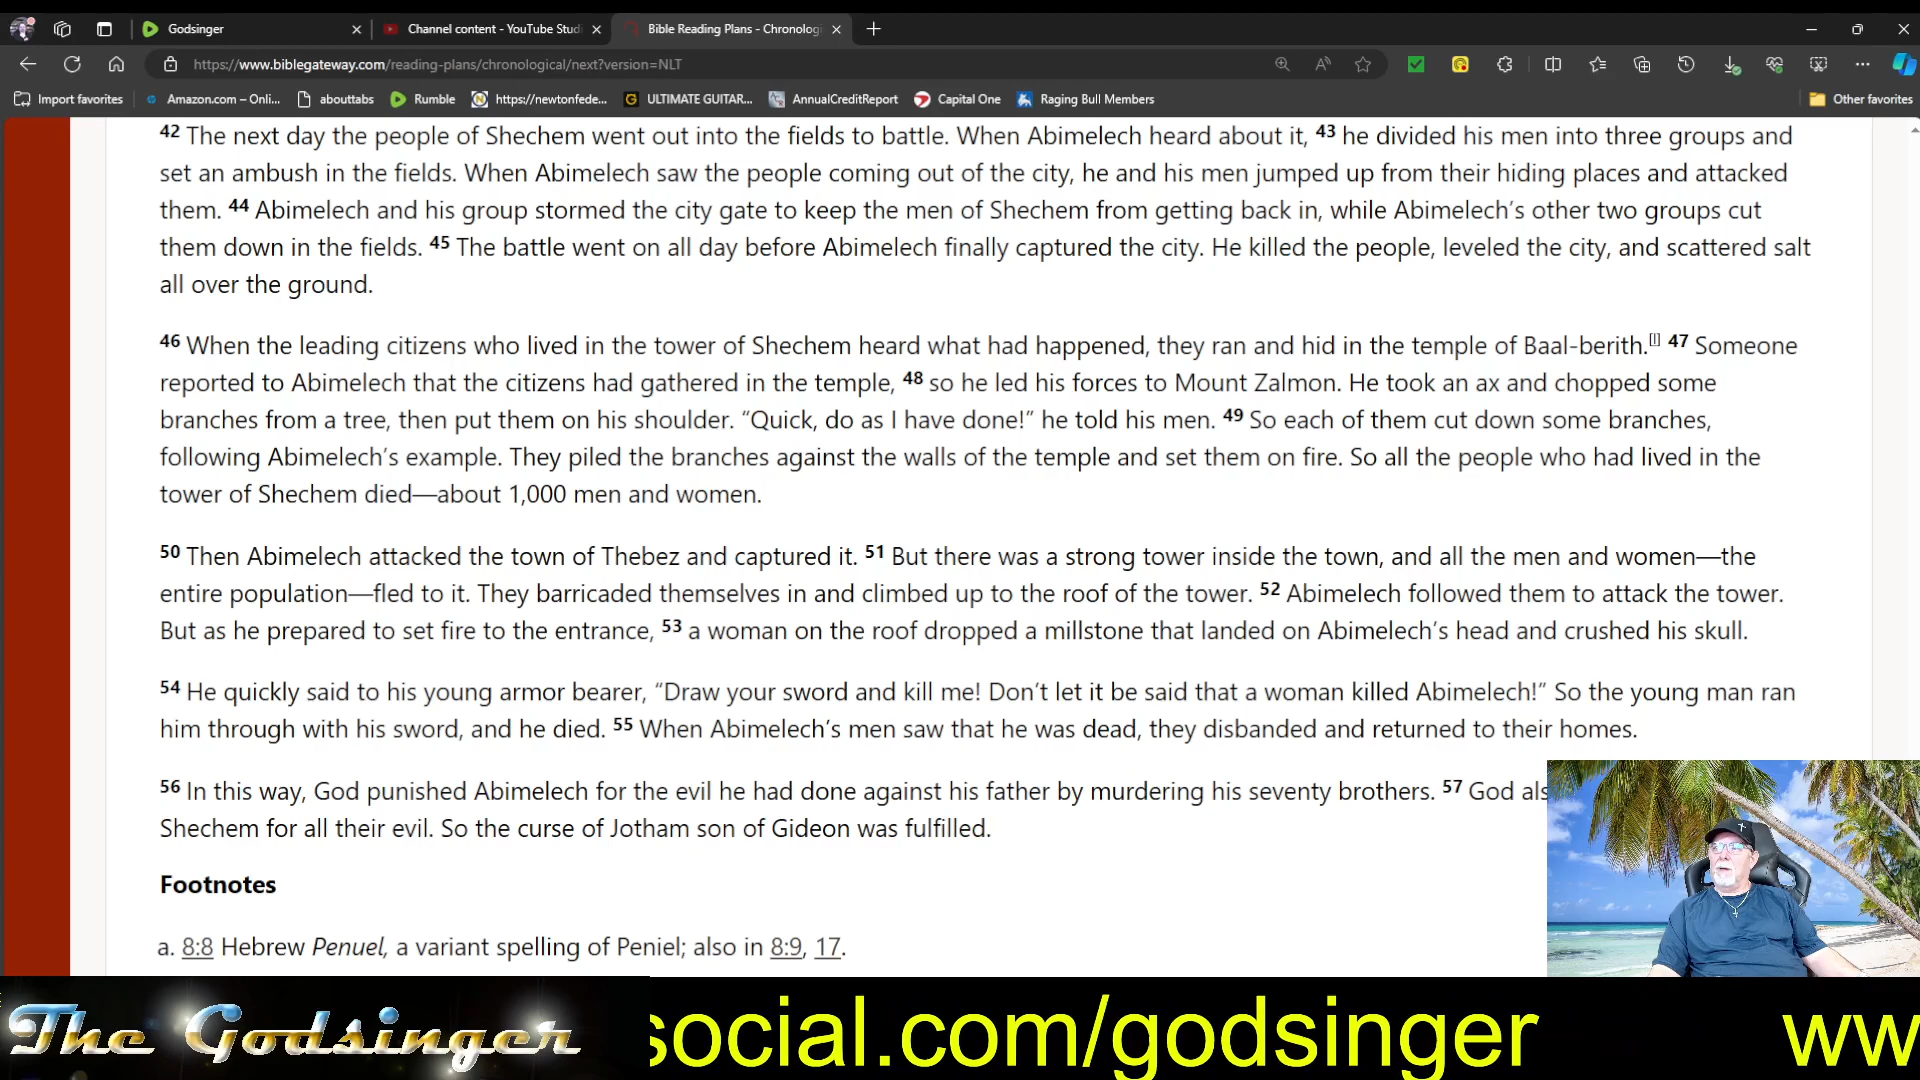 Godsinger
Channel content - YouTube Studi
Bible Reading Plans - Chronolog
https://www.biblegateway.com/reading-plans/chronological/next?version=NLT
Import favorites
Amazon.com – Onli...
abouttabs
Rumble
https://newtonfede...
ULTIMATE GUITAR...
AnnualCreditReport
Capital One
Raging Bull Members
Other favorites
42 The next day the people of Shechem went out into the fields to battle. When Abimelech heard about it, 43 he divided his men into three groups and
set an ambush in the fields. When Abimelech saw the people coming out of the city, he and his men jumped up from their hiding places and attacked
them. 44 Abimelech and his group stormed the city gate to keep the men of Shechem from getting back in, while Abimelech’s other two groups cut
them down in the fields. 45 The battle went on all day before Abimelech finally captured the city. He killed the people, leveled the city, and scattered salt
all over the ground.
46 When the leading citizens who lived in the tower of Shechem heard what had happened, they ran and hid in the temple of Baal-berith.[l] 47 Someone
reported to Abimelech that the citizens had gathered in the temple, 48 so he led his forces to Mount Zalmon. He took an ax and chopped some
branches from a tree, then put them on his shoulder. “Quick, do as I have done!” he told his men. 49 So each of them cut down some branches,
following Abimelech’s example. They piled the branches against the walls of the temple and set them on fire. So all the people who had lived in the
tower of Shechem died—about 1,000 men and women.
50 Then Abimelech attacked the town of Thebez and captured it. 51 But there was a strong tower inside the town, and all the men and women—the
entire population—fled to it. They barricaded themselves in and climbed up to the roof of the tower. 52 Abimelech followed them to attack the tower.
But as he prepared to set fire to the entrance, 53 a woman on the roof dropped a millstone that landed on Abimelech’s head and crushed his skull.
54 He quickly said to his young armor bearer, “Draw your sword and kill me! Don’t let it be said that a woman killed Abimelech!” So the young man ran
him through with his sword, and he died. 55 When Abimelech’s men saw that he was dead, they disbanded and returned to their homes.
56 In this way, God punished Abimelech for the evil he had done against his father by murdering his seventy brothers. 57 God als
Shechem for all their evil. So the curse of Jotham son of Gideon was fulfilled.
Footnotes
a. 8:8 Hebrew Penuel, a variant spelling of Peniel; also in 8:9, 17.
The Godsinger
social.com/godsinger
ww